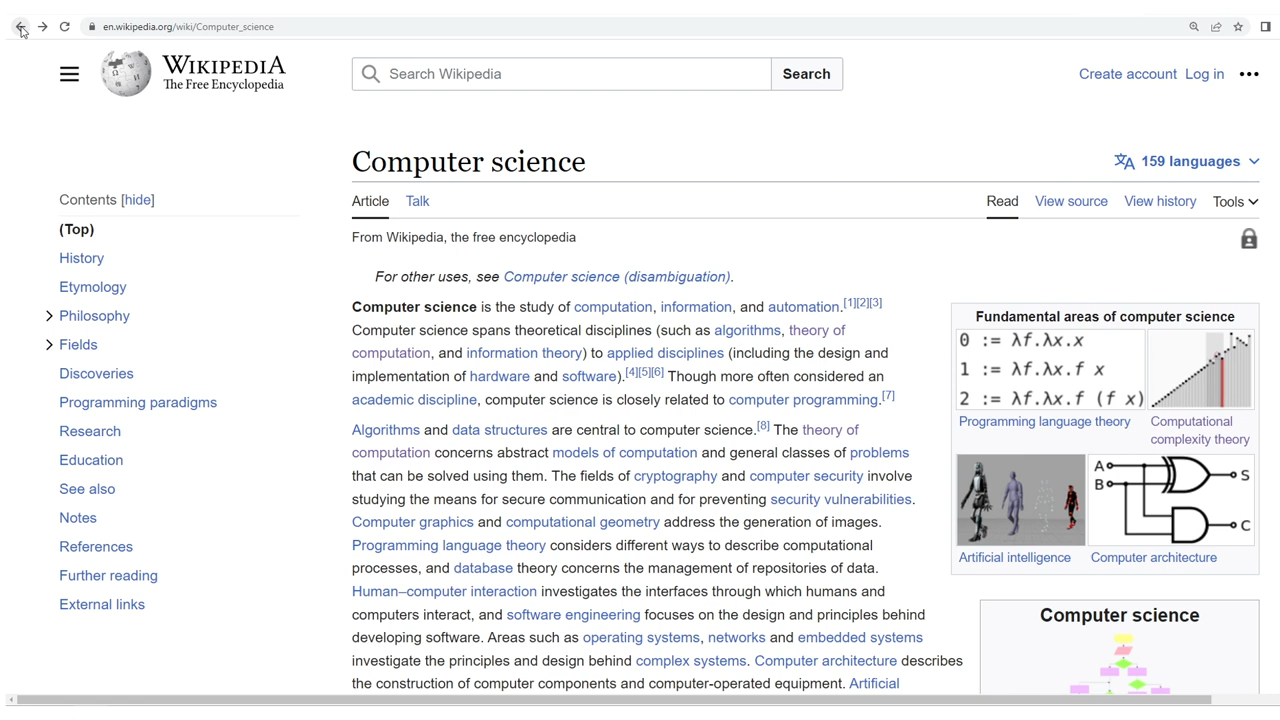 en.wikipedia.org/wiki/Computer_science
WIKIPEDIA
The Free Encyclopedia
Search Wikipedia
Search
Create account Log in
Computer science
159 languages
Contents [hide]
(Top)
History
Etymology
Philosophy
Fields
Discoveries
Programming paradigms
Research
Education
See also
Notes
References
Further reading
External links
Article Talk
Read View source View history Tools
From Wikipedia, the free encyclopedia
For other uses, see Computer science (disambiguation).
Computer science is the study of computation, information, and automation.[1][2][3]
Computer science spans theoretical disciplines (such as algorithms, theory of
computation, and information theory) to applied disciplines (including the design and
implementation of hardware and software).[4][5][6] Though more often considered an
academic discipline, computer science is closely related to computer programming.[7]
Algorithms and data structures are central to computer science.[8] The theory of
computation concerns abstract models of computation and general classes of problems
that can be solved using them. The fields of cryptography and computer security involve
studying the means for secure communication and for preventing security vulnerabilities.
Computer graphics and computational geometry address the generation of images.
Programming language theory considers different ways to describe computational
processes, and database theory concerns the management of repositories of data.
Human–computer interaction investigates the interfaces through which humans and
computers interact, and software engineering focuses on the design and principles behind
developing software. Areas such as operating systems, networks and embedded systems
investigate the principles and design behind complex systems. Computer architecture describes
the construction of computer components and computer-operated equipment. Artificial
Fundamental areas of computer science
0 := λf.λx.x
1 := λf.λx.f x
2 := λf.λx.f (f x)
Programming language theory
Computational
complexity theory
A
B
S
C
Artificial intelligence
Computer architecture
Computer science